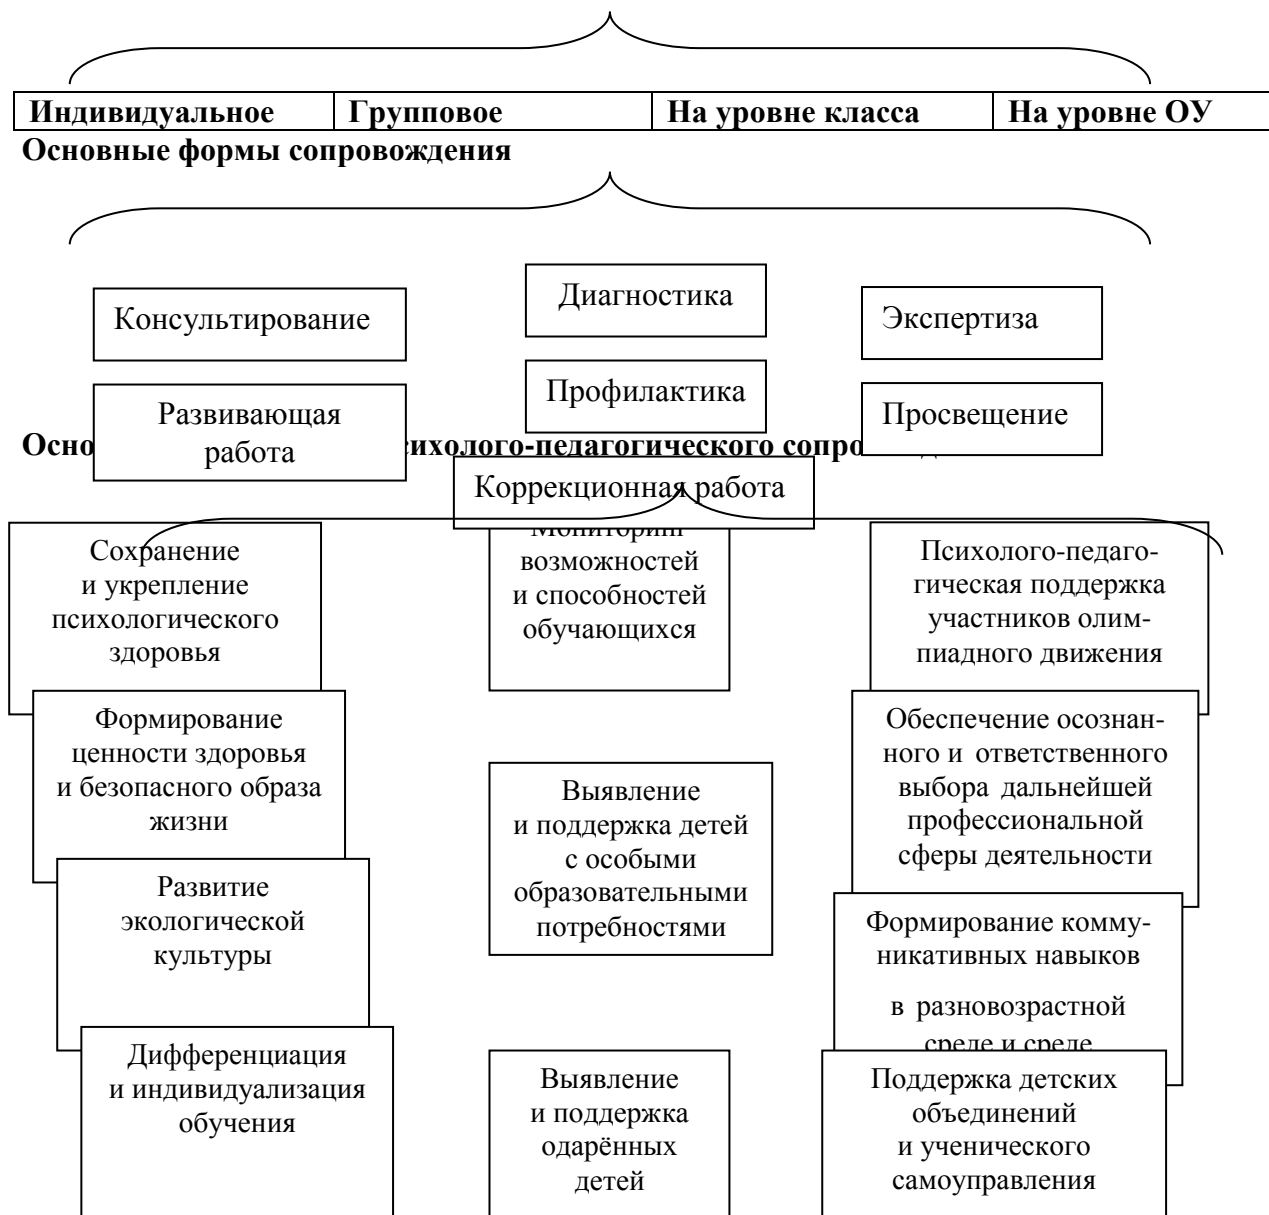 Индивидуальное Групповое На уровне класса На уровне ОУ
Основные формы сопровождения
Диагностика
Консультирование
Экспертиза
Профилактика
Развивающая
работа
Просвещение
Коррекционная работа
Сохранение
и укрепление
психологического
здоровья
Мониторинг
возможностей
и способностей
обучающихся
Психолого-педаго-
гическая поддержка
участников олим-
пиадного движения
Формирование
ценности здоровья
и безопасного образа
жизни
Выявление
и поддержка детей
с особыми
образовательными
потребностями
Обеспечение осознан-
ного и ответственного
выбора дальнейшей
профессиональной
сферы деятельности
Развитие
экологической
культуры
Формирование комму-
никативных навыков
в разновозрастной
среде и среде
Дифференциация
и индивидуализация
обучения
Выявление
и поддержка
одарённых
детей
Поддержка детских
объединений
и ученического
самоуправления